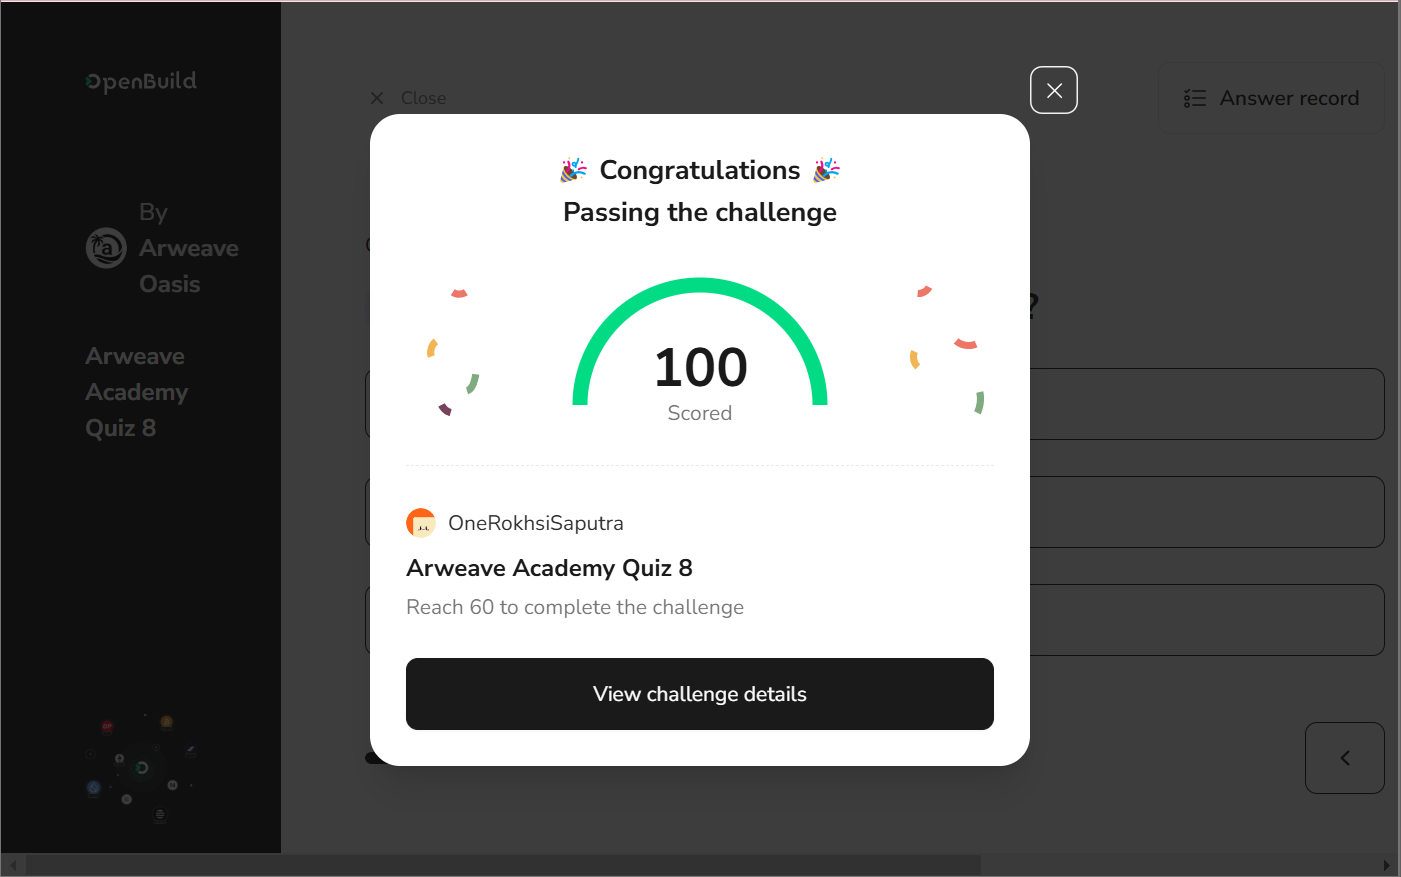 OpenBuild
By
Arweave
Oasis
Arweave
Academy
Quiz 8
Close
Answer record
?
🎉 Congratulations 🎉
Passing the challenge
100
Scored
OneRokhsiSaputra
Arweave Academy Quiz 8
Reach 60 to complete the challenge
View challenge details